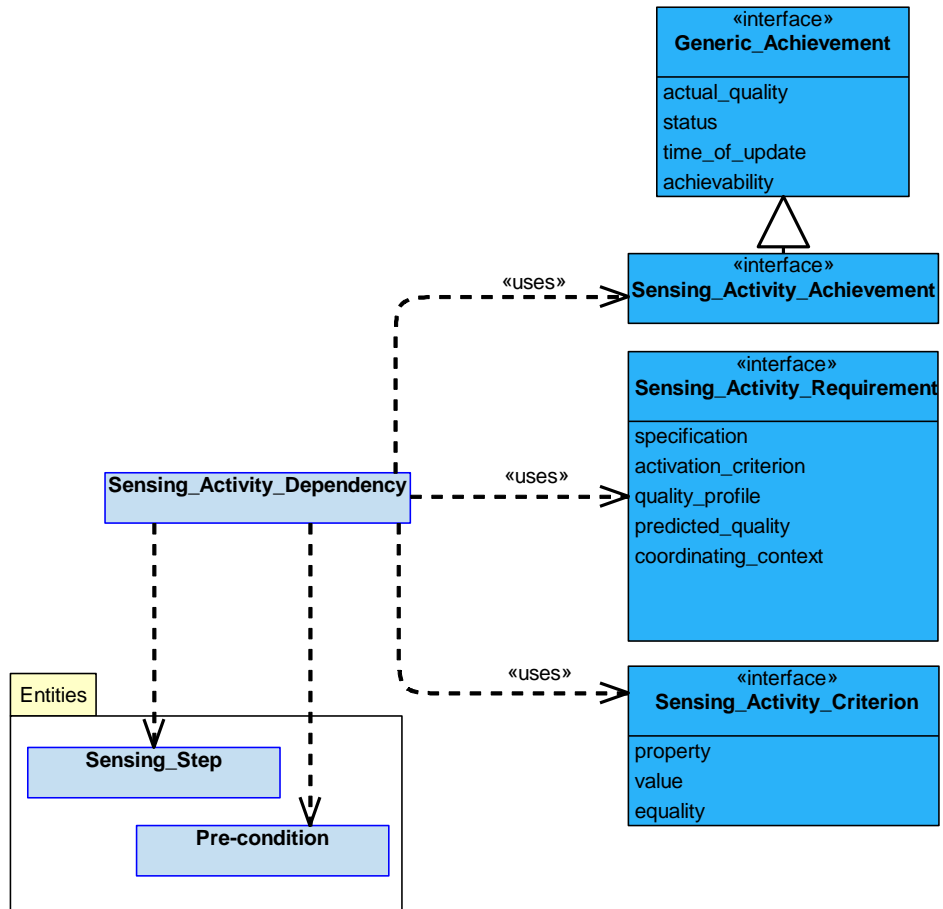 «interface»
Generic_Achievement
actual_quality
status
time_of_update
achievability
«interface»
Sensing_Activity_Achievement
«uses»
«interface»
Sensing_Activity_Requirement
specification
activation_criterion
quality_profile
predicted_quality
coordinating_context
«uses»
Sensing_Activity_Dependency
«uses»
«interface»
Sensing_Activity_Criterion
property
value
equality
Entities
Sensing_Step
Pre-condition